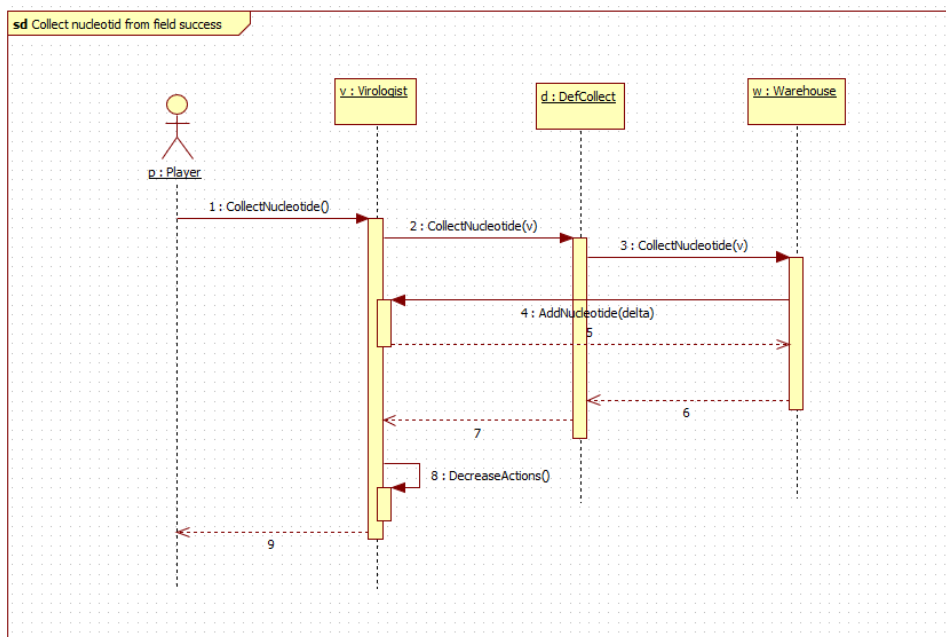 sd Collect nucleotid from field success
v : Virologist
d : DefCollect
w : Warehouse
p : Player
1 : CollectNucleotide()
2 : CollectNucleotide(v)
3 : CollectNucleotide(v)
4 : AddNucleotide(delta)
5
6
7
8 : DecreaseActions()
9